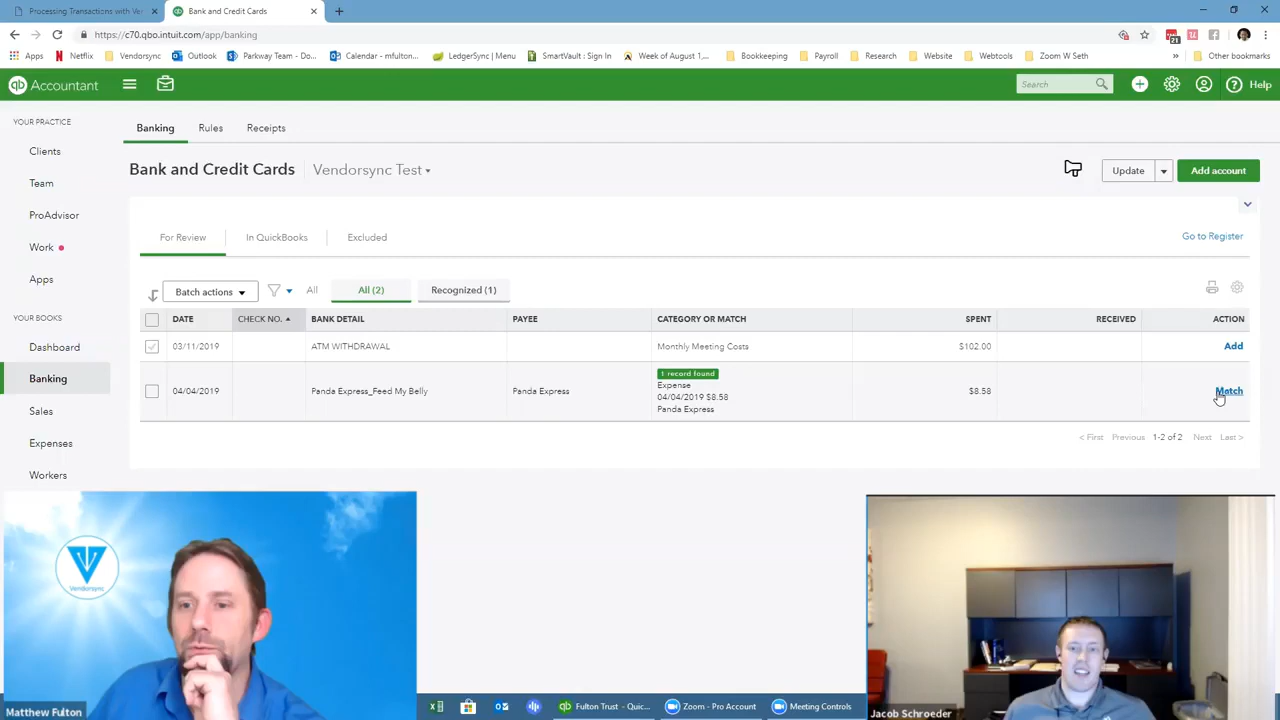 Processing Transactions with Ve
Bank and Credit Cards
https://c70.qbo.intuit.com/app/banking
Apps Netflix Vendorsync Outlook Parkway Team - Do... Calendar - mfulton... LedgerSync | Menu SmartVault : Sign In Week of August 1,... Bookkeeping Payroll Research Website Webtools Zoom W Seth » Other bookmarks
qb Accountant Search Help
YOUR PRACTICE
Clients
Team
ProAdvisor
Work
Apps
YOUR BOOKS
Dashboard
Banking
Sales
Expenses
Workers
Banking Rules Receipts
Bank and Credit Cards Vendorsync Test Update Add account
For Review In QuickBooks Excluded Go to Register
Batch actions All All (2) Recognized (1)
DATE CHECK NO. BANK DETAIL PAYEE CATEGORY OR MATCH SPENT RECEIVED ACTION
03/11/2019 ATM WITHDRAWAL Monthly Meeting Costs $102.00 Add
04/04/2019 Panda Express_Feed My Belly Panda Express 1 record found $8.58 Match
Expense
04/04/2019 $8.58
Panda Express
< First Previous 1-2 of 2 Next Last >
Vendorsync
Matthew Fulton
Fulton Trust - Quic... Zoom - Pro Account Meeting Controls
Jacob Schroeder